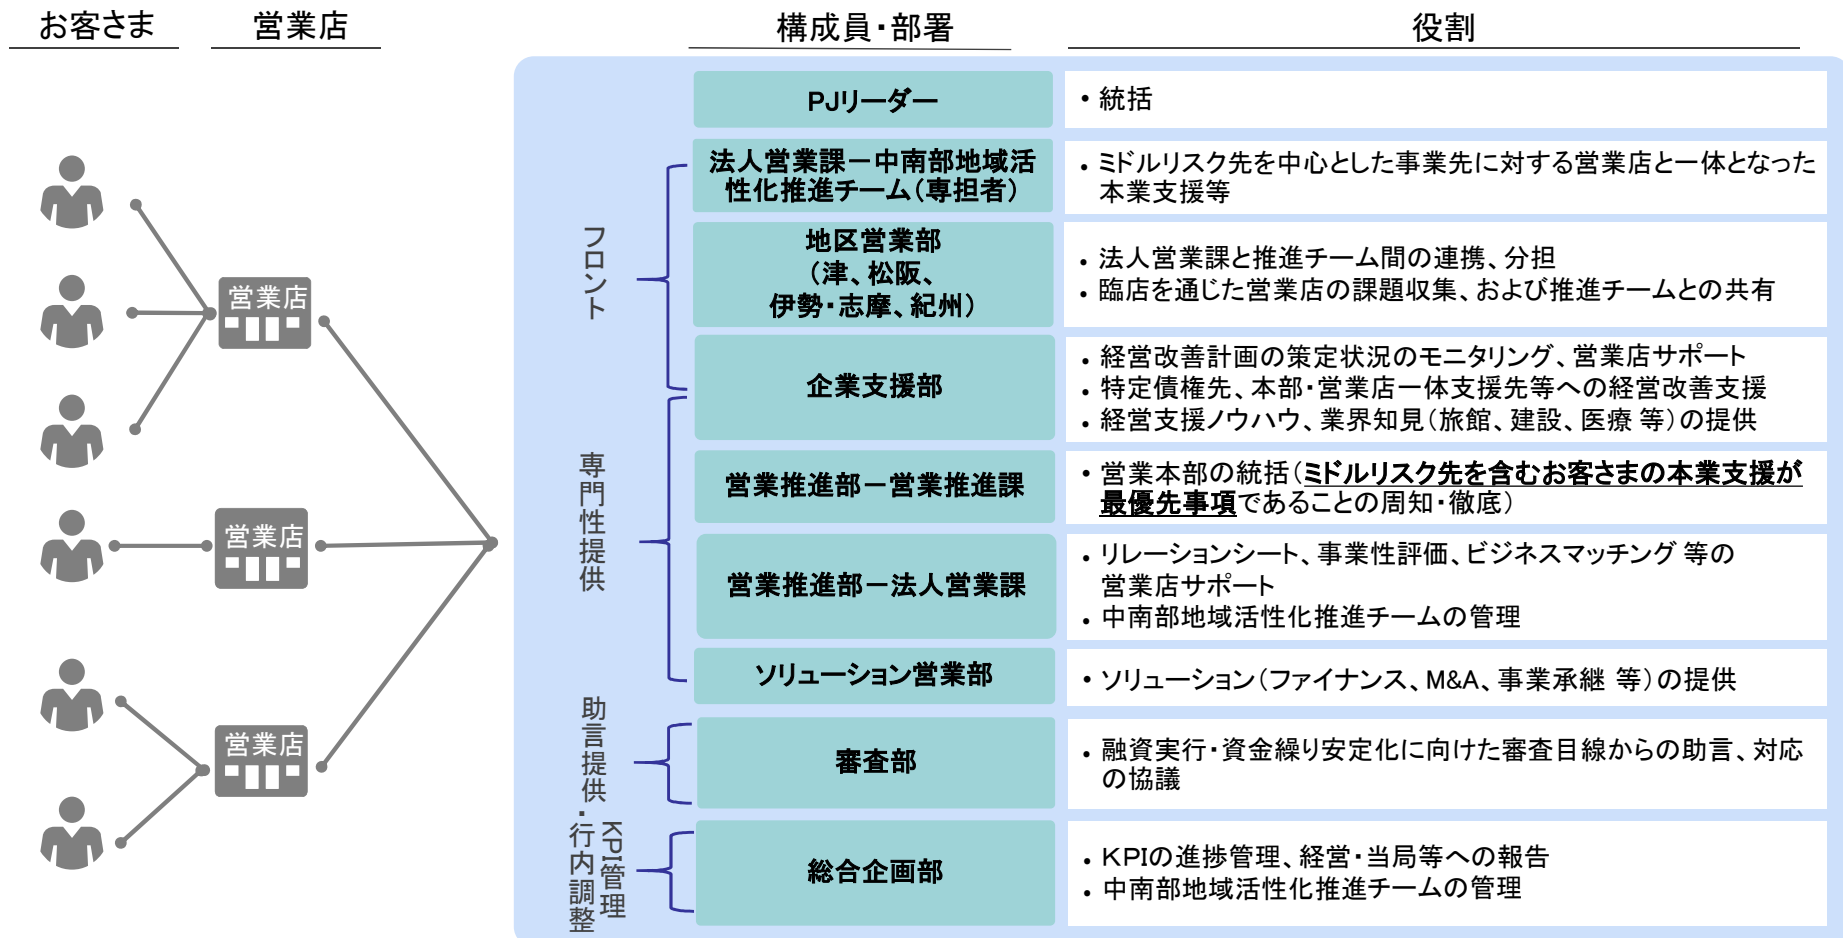 お客さま
営業店
構成員・部署
役割
PJリーダー
・統括
フロント
法人営業課－中南部地域活
性化推進チーム（専担者）
・ミドルリスク先を中心とした事業先に対する営業店と一体となった
本業支援等
地区営業部
（津、松阪、
伊勢・志摩、紀州）
・法人営業課と推進チーム間の連携、分担
・臨店を通じた営業店の課題収集、および推進チームとの共有
企業支援部
・経営改善計画の策定状況のモニタリング、営業店サポート
・特定債権先、本部・営業店一体支援先等への経営改善支援
・経営支援ノウハウ、業界知見（旅館、建設、医療 等）の提供
専門性提供
営業推進部－営業推進課
・営業本部の統括（ミドルリスク先を含むお客さまの本業支援が
最優先事項であることの周知・徹底）
営業推進部－法人営業課
・リレーションシート、事業性評価、ビジネスマッチング 等の
営業店サポート
・中南部地域活性化推進チームの管理
ソリューション営業部
・ソリューション（ファイナンス、M&A、事業承継 等）の提供
助言提供・行内調整
審査部
・融資実行・資金繰り安定化に向けた審査目線からの助言、対応
の協議
KPI管理
総合企画部
・KPIの進捗管理、経営・当局等への報告
・中南部地域活性化推進チームの管理
営業店
営業店
営業店